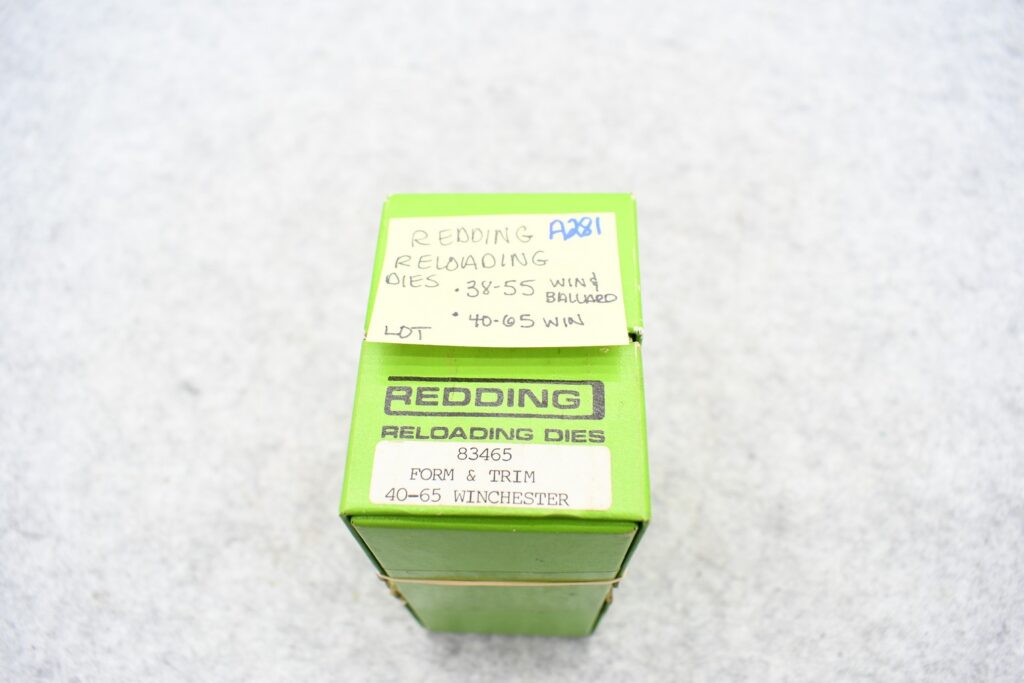 REDDING A281
RELOADING
DIES • 38-55 WIN &
BALLARD
• 40-65 WIN
LOT
REDDING
RELOADING DIES
83465
FORM & TRIM
40-65 WINCHESTER